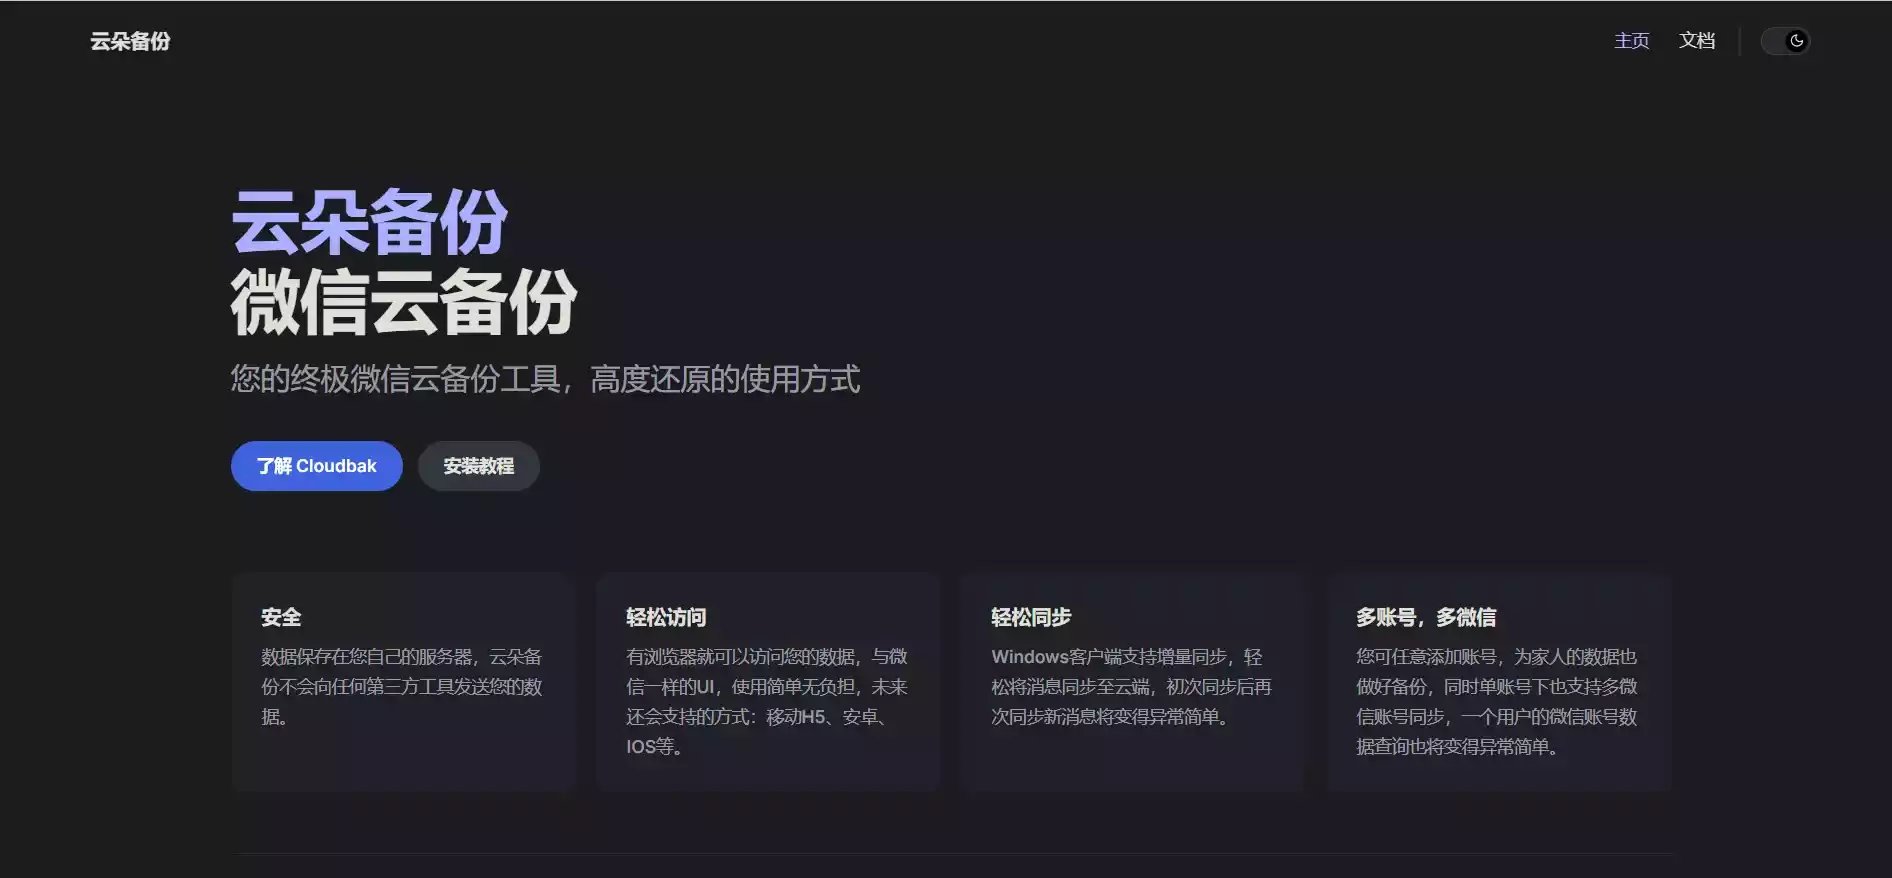 云朵备份
主页 文档
云朵备份
微信云备份
您的终极微信云备份工具，高度还原的使用方式
了解 Cloudbak 安装教程
安全
数据保存在您自己的服务器，云朵备
份不会向任何第三方工具发送您的数
据。
轻松访问
有浏览器就可以访问您的数据，与微
信一样的UI，使用简单无负担，未来
还会支持的方式：移动H5、安卓、
IOS等。
轻松同步
Windows客户端支持增量同步，轻
松将消息同步至云端，初次同步后再
次同步新消息将变得异常简单。
多账号，多微信
您可任意添加账号，为家人的数据也
做好备份，同时单账号下也支持多微
信账号同步，一个用户的微信账号数
据查询也将变得异常简单。